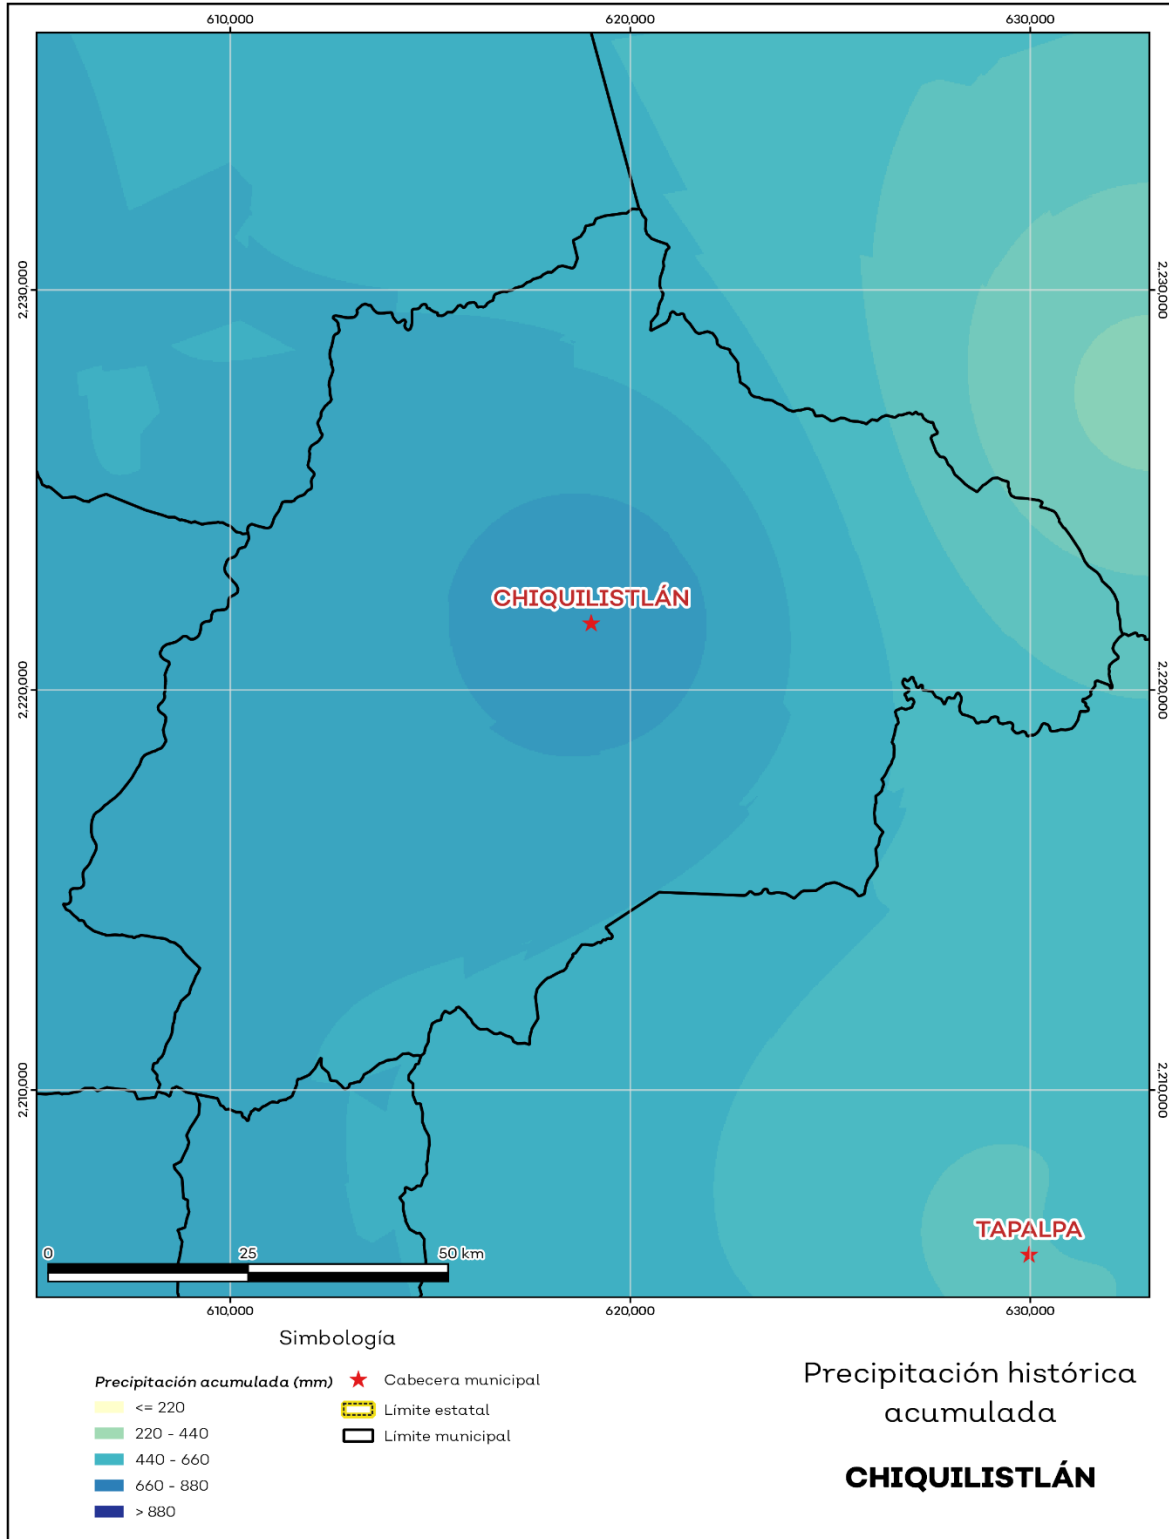 610,000 620,000 630,000
2,230,000 2,230,000
CHIQUILISTLÁN
2,220,000 2,220,000
2,210,000 2,210,000
TAPALPA
0 25 50 km
610,000 620,000 630,000
Simbología
Precipitación acumulada (mm)
<= 220
220 - 440
440 - 660
660 - 880
> 880
Cabecera municipal
Límite estatal
Límite municipal
Precipitación histórica
acumulada
CHIQUILISTLÁN